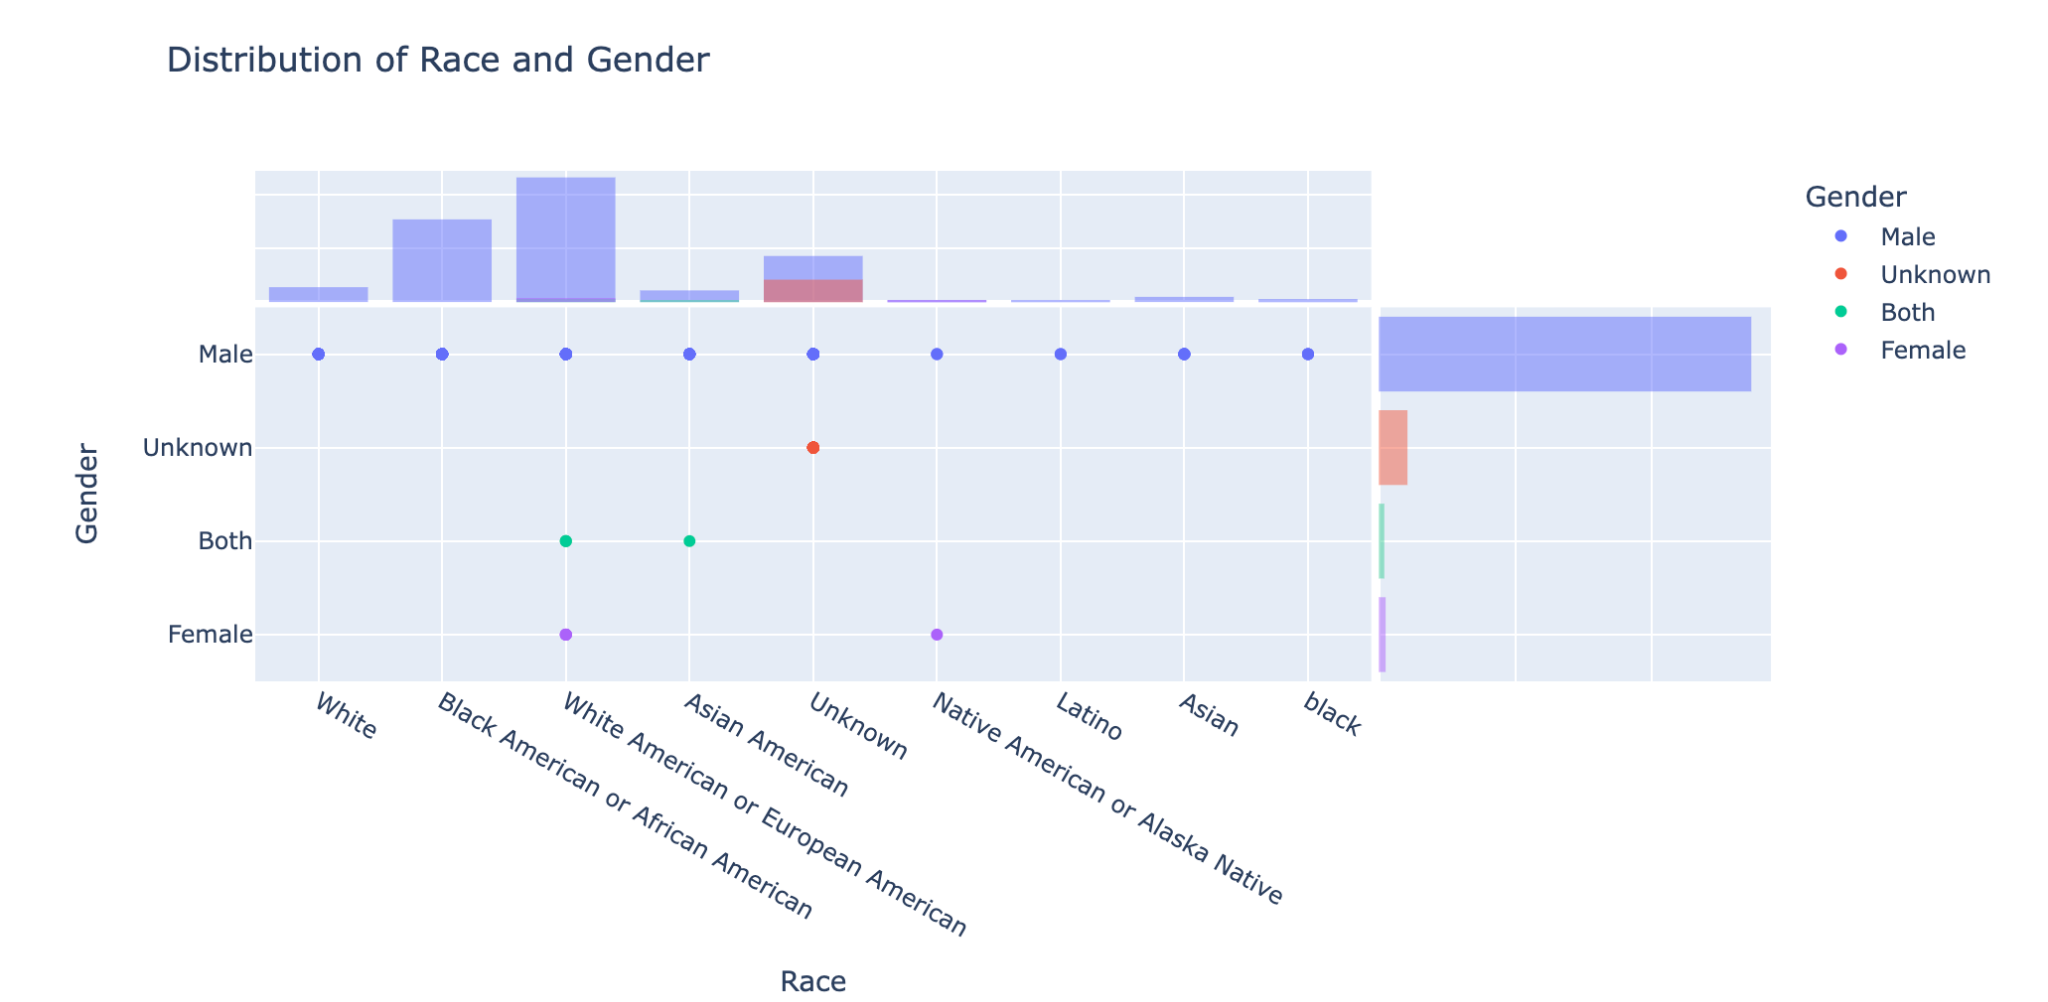 Distribution of Race and Gender
Gender
Male
Unknown
Both
Female
Gender
Male
Unknown
Both
Female
White
Black American or African American
White American or European American
Asian American
Unknown
Native American or Alaska Native
Latino
Asian
black
Race